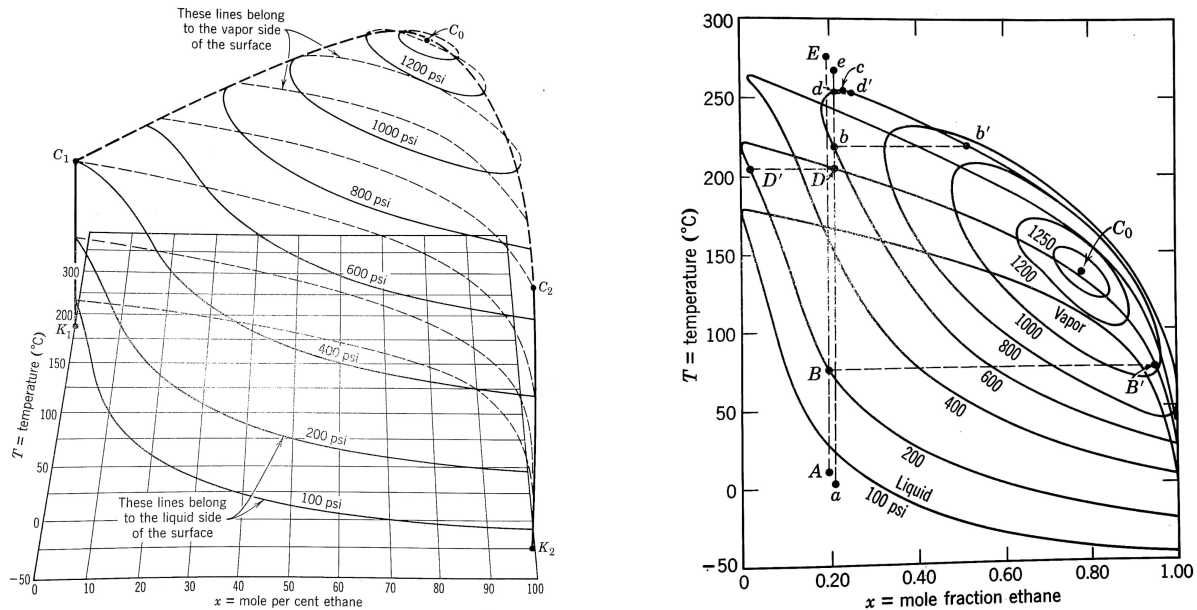 These lines belong
to the vapor side
of the surface
C0
1200 psi
1000 psi
C1
800 psi
600 psi
C2
300
200
K1
400 psi
150
100
200 psi
50
100 psi
These lines belong
to the liquid side
of the surface
0
K2
−50
0 10 20 30 40 50 60 70 80 90 100
T = temperature (°C)
x = mole per cent ethane
300
E
e
c
d
d'
250
b
b'
200
D'
D
C0
1250
150
1200
Vapor
100
1000
800
B
B'
600
50
400
200
A
a
Liquid
0
100 psi
−50
0 0.20 0.40 0.60 0.80 1.00
T = temperature (°C)
x = mole fraction ethane